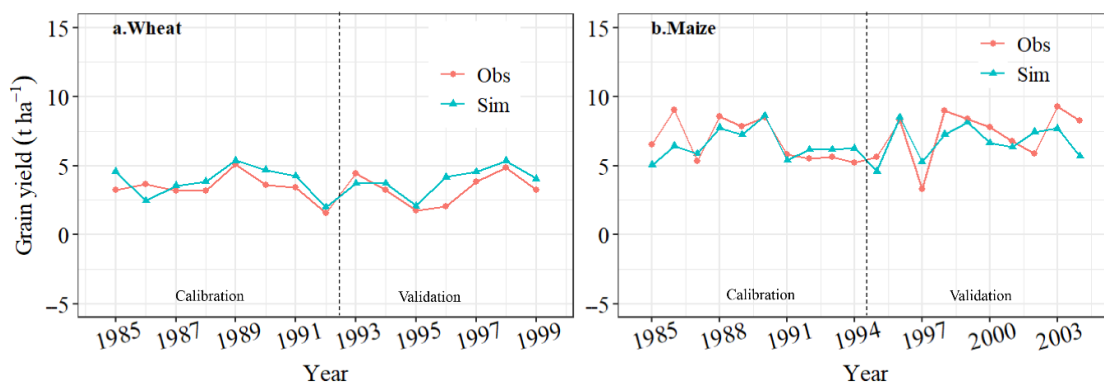 a.Wheat
Obs
Sim
Calibration
Validation
15
10
5
0
−5
Grain yield (t ha⁻¹)
1985
1987
1989
1991
1993
1995
1997
1999
Year
b.Maize
Obs
Sim
Calibration
Validation
15
10
5
0
−5
1985
1988
1991
1994
1997
2000
2003
Year